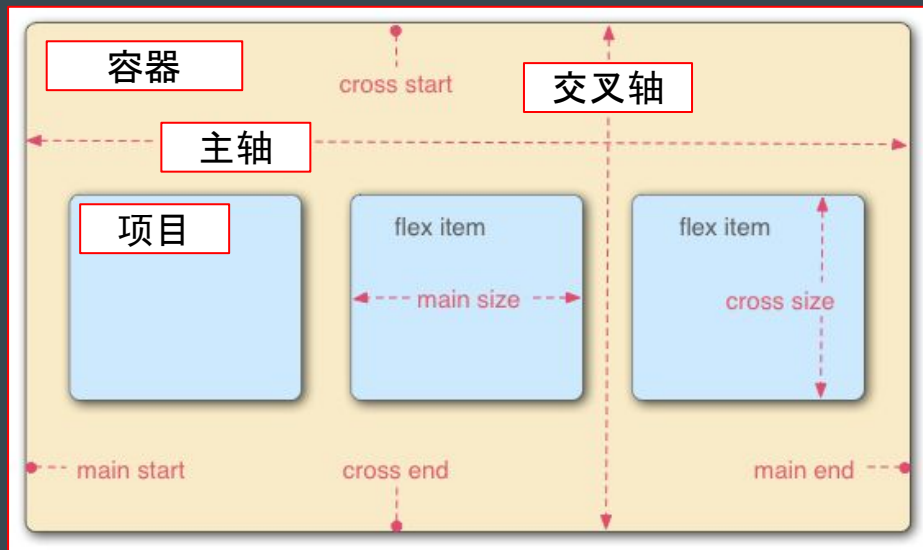 容器
cross start
交叉轴
主轴
项目
flex item
flex item
main size
cross size
main start
cross end
main end